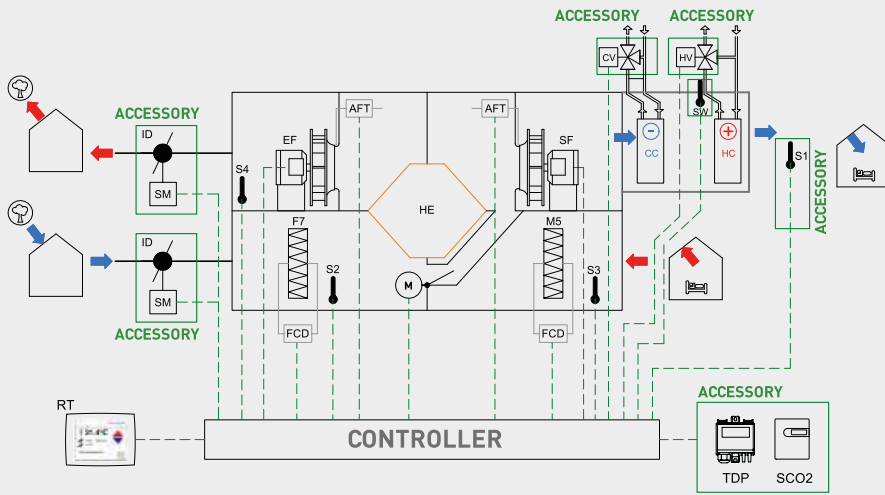 ACCESSORY ACCESSORY
CV HV
SW
ACCESSORY
ID
SM
S4
EF
AFT
AFT
SF
− CC
+ HC
S1
ACCESSORY
HE
ID
SM
ACCESSORY
F7
S2
M
M5
S3
FCD
FCD
RT
CONTROLLER
ACCESSORY
TDP SCO2